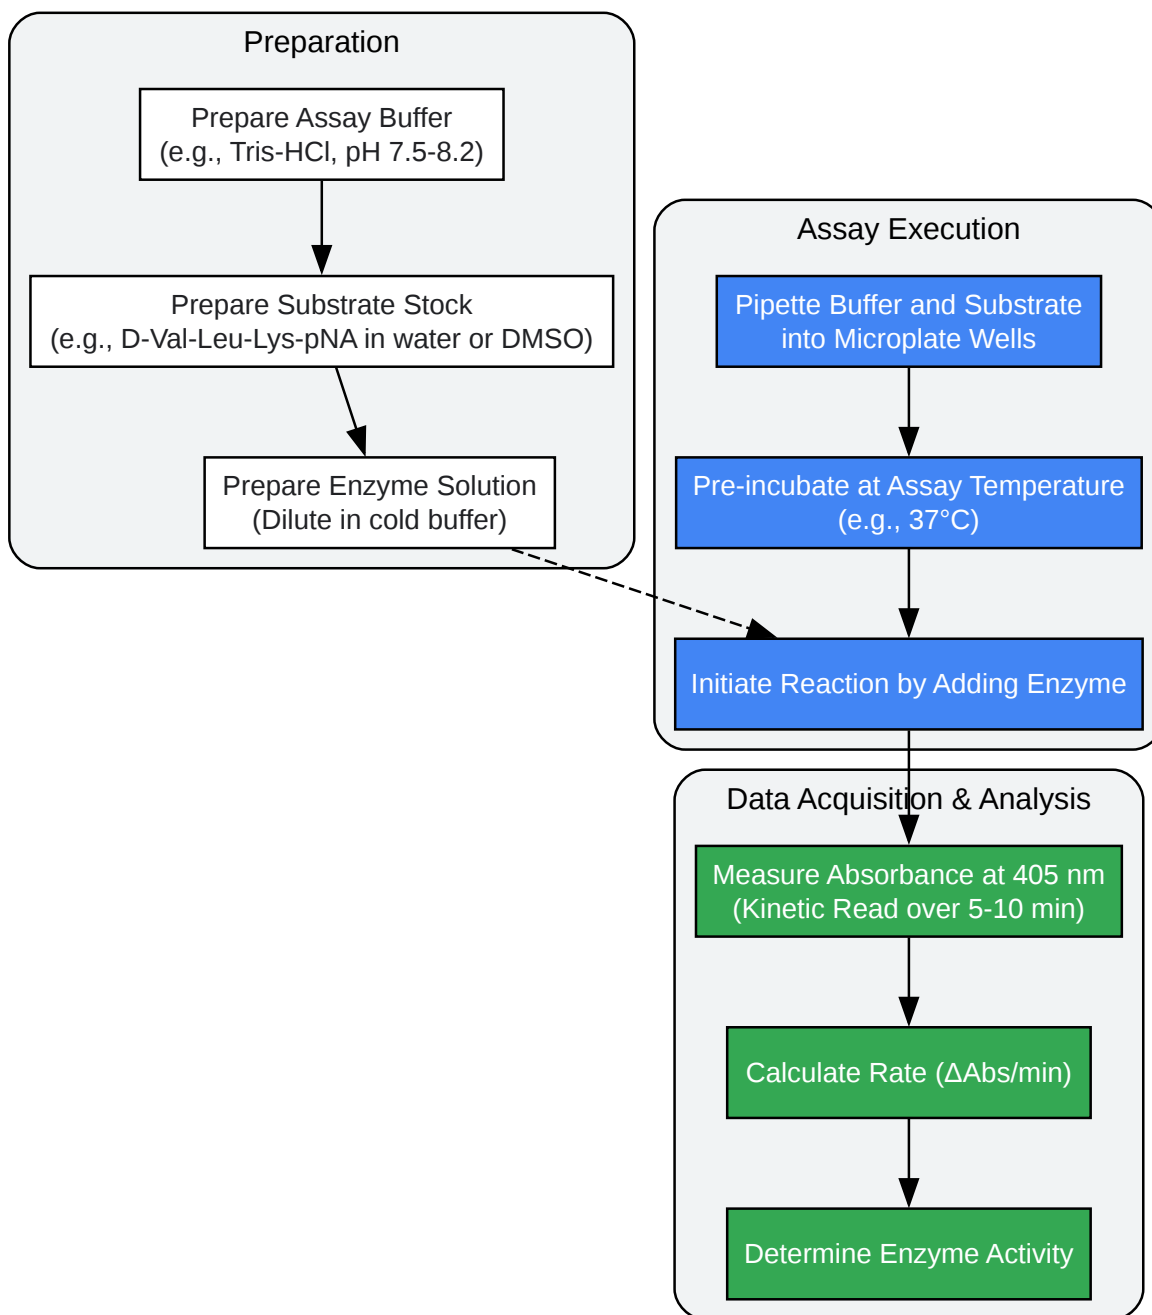 Preparation
Prepare Assay Buffer
(e.g., Tris-HCl, pH 7.5-8.2)
Prepare Substrate Stock
(e.g., D-Val-Leu-Lys-pNA in water or DMSO)
Prepare Enzyme Solution
(Dilute in cold buffer)
Assay Execution
Pipette Buffer and Substrate
into Microplate Wells
Pre-incubate at Assay Temperature
(e.g., 37°C)
Initiate Reaction by Adding Enzyme
Data Acquisition & Analysis
Measure Absorbance at 405 nm
(Kinetic Read over 5-10 min)
Calculate Rate (ΔAbs/min)
Determine Enzyme Activity